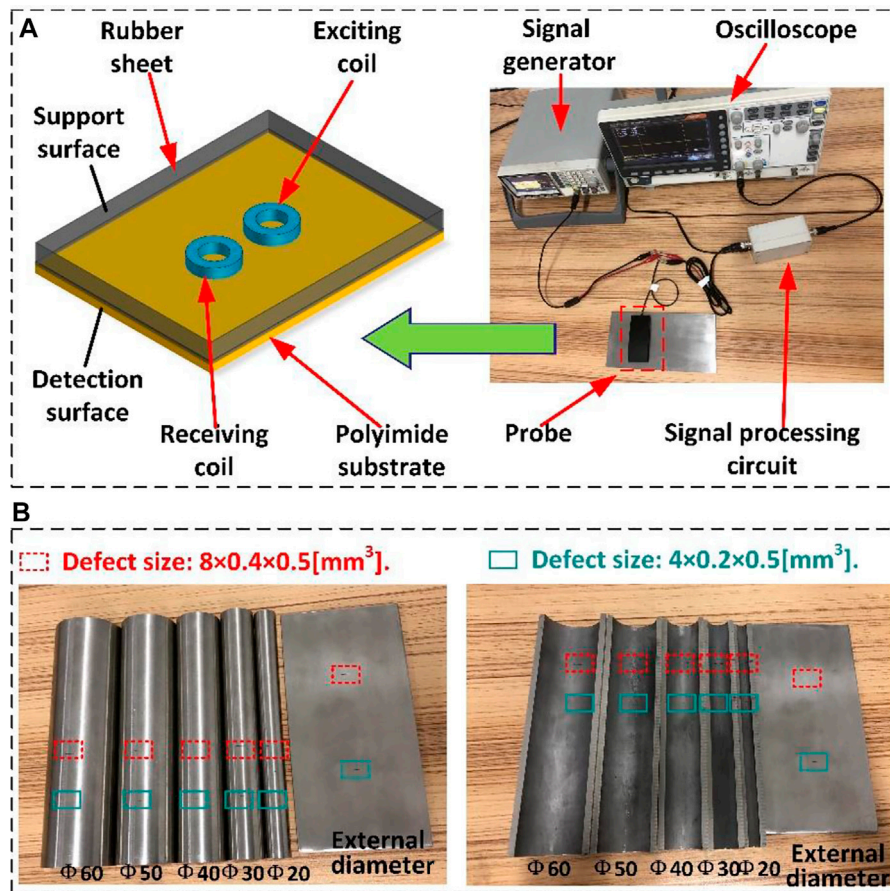 A
Rubber
sheet
Exciting
coil
Signal
generator
Oscilloscope
Support
surface
Detection
surface
Receiving
coil
Polyimide
substrate
Probe
Signal processing
circuit
B
Defect size: 8×0.4×0.5[mm³].
Defect size: 4×0.2×0.5[mm³].
Φ60
Φ50
Φ40
Φ30
Φ20
External
diameter
Φ60
Φ50
Φ40
Φ30
Φ20
External
diameter